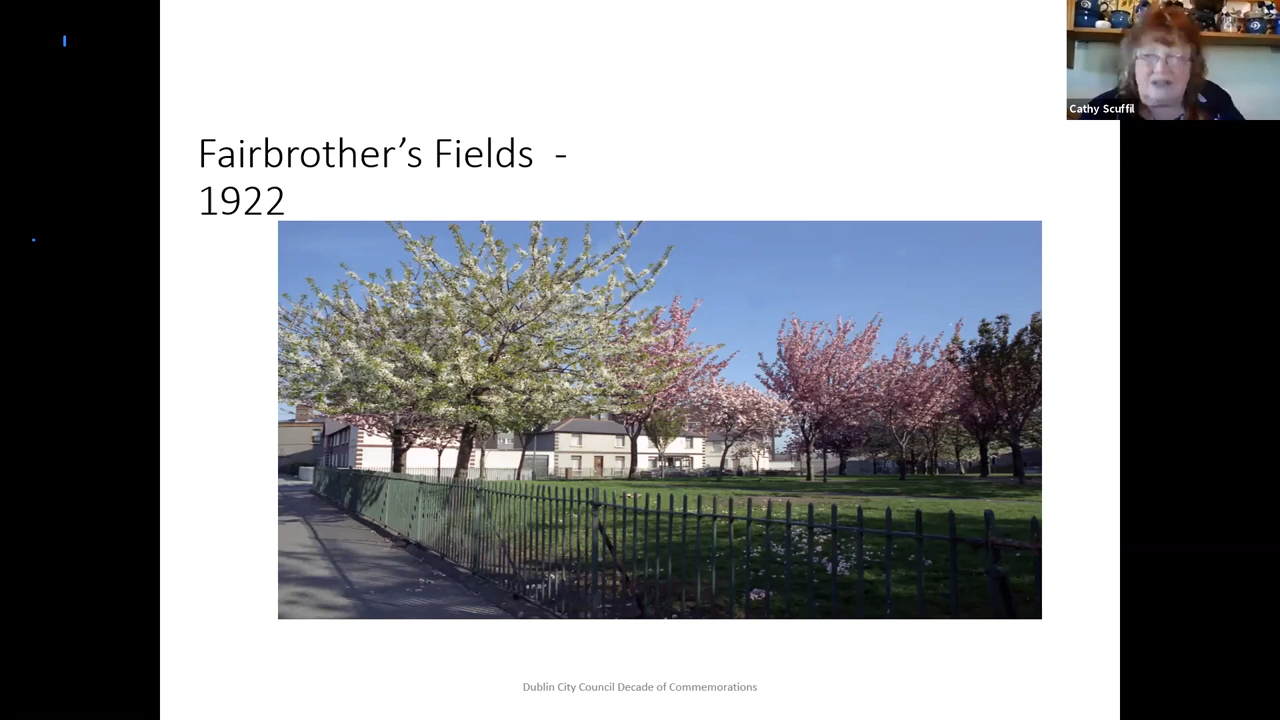 Cathy Scuffil
Fairbrother’s Fields -
1922
Dublin City Council Decade of Commemorations